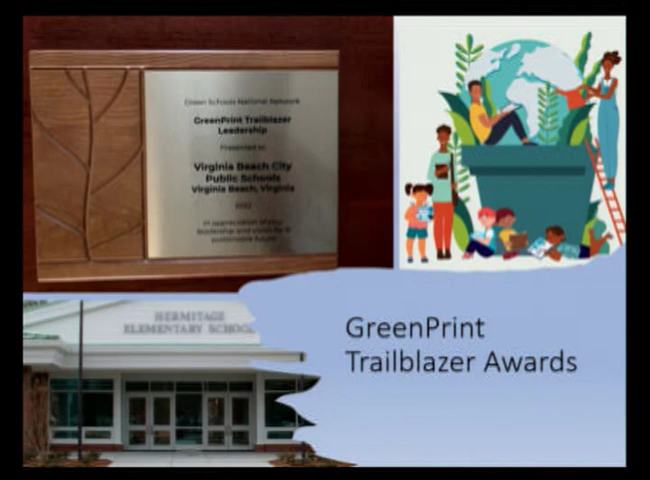 Green Schools National Network
GreenPrint Trailblazer
Leadership
Presented to
Virginia Beach City
Public Schools
Virginia Beach, Virginia
2022
in appreciation of your
leadership and vision for a
sustainable future
HERMITAGE
ELEMENTARY SCHOOL
GreenPrint
Trailblazer Awards